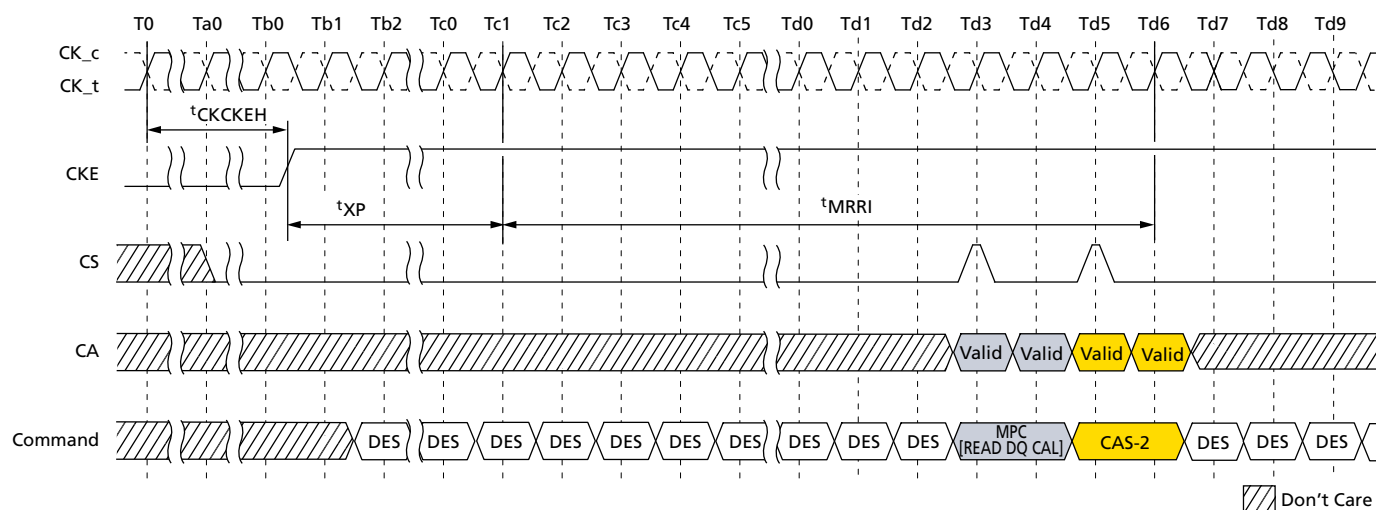 T0 Ta0 Tb0 Tb1 Tb2 Tc0 Tc1 Tc2 Tc3 Tc4 Tc5 Td0 Td1 Td2 Td3 Td4 Td5 Td6 Td7 Td8 Td9
CK_c
CK_t
tCKCKEH
CKE
tXP tMRRI
CS
CA Valid Valid Valid Valid
Command DES DES DES DES DES DES DES DES DES DES MPC [READ DQ CAL] CAS-2 DES DES DES
Don't Care